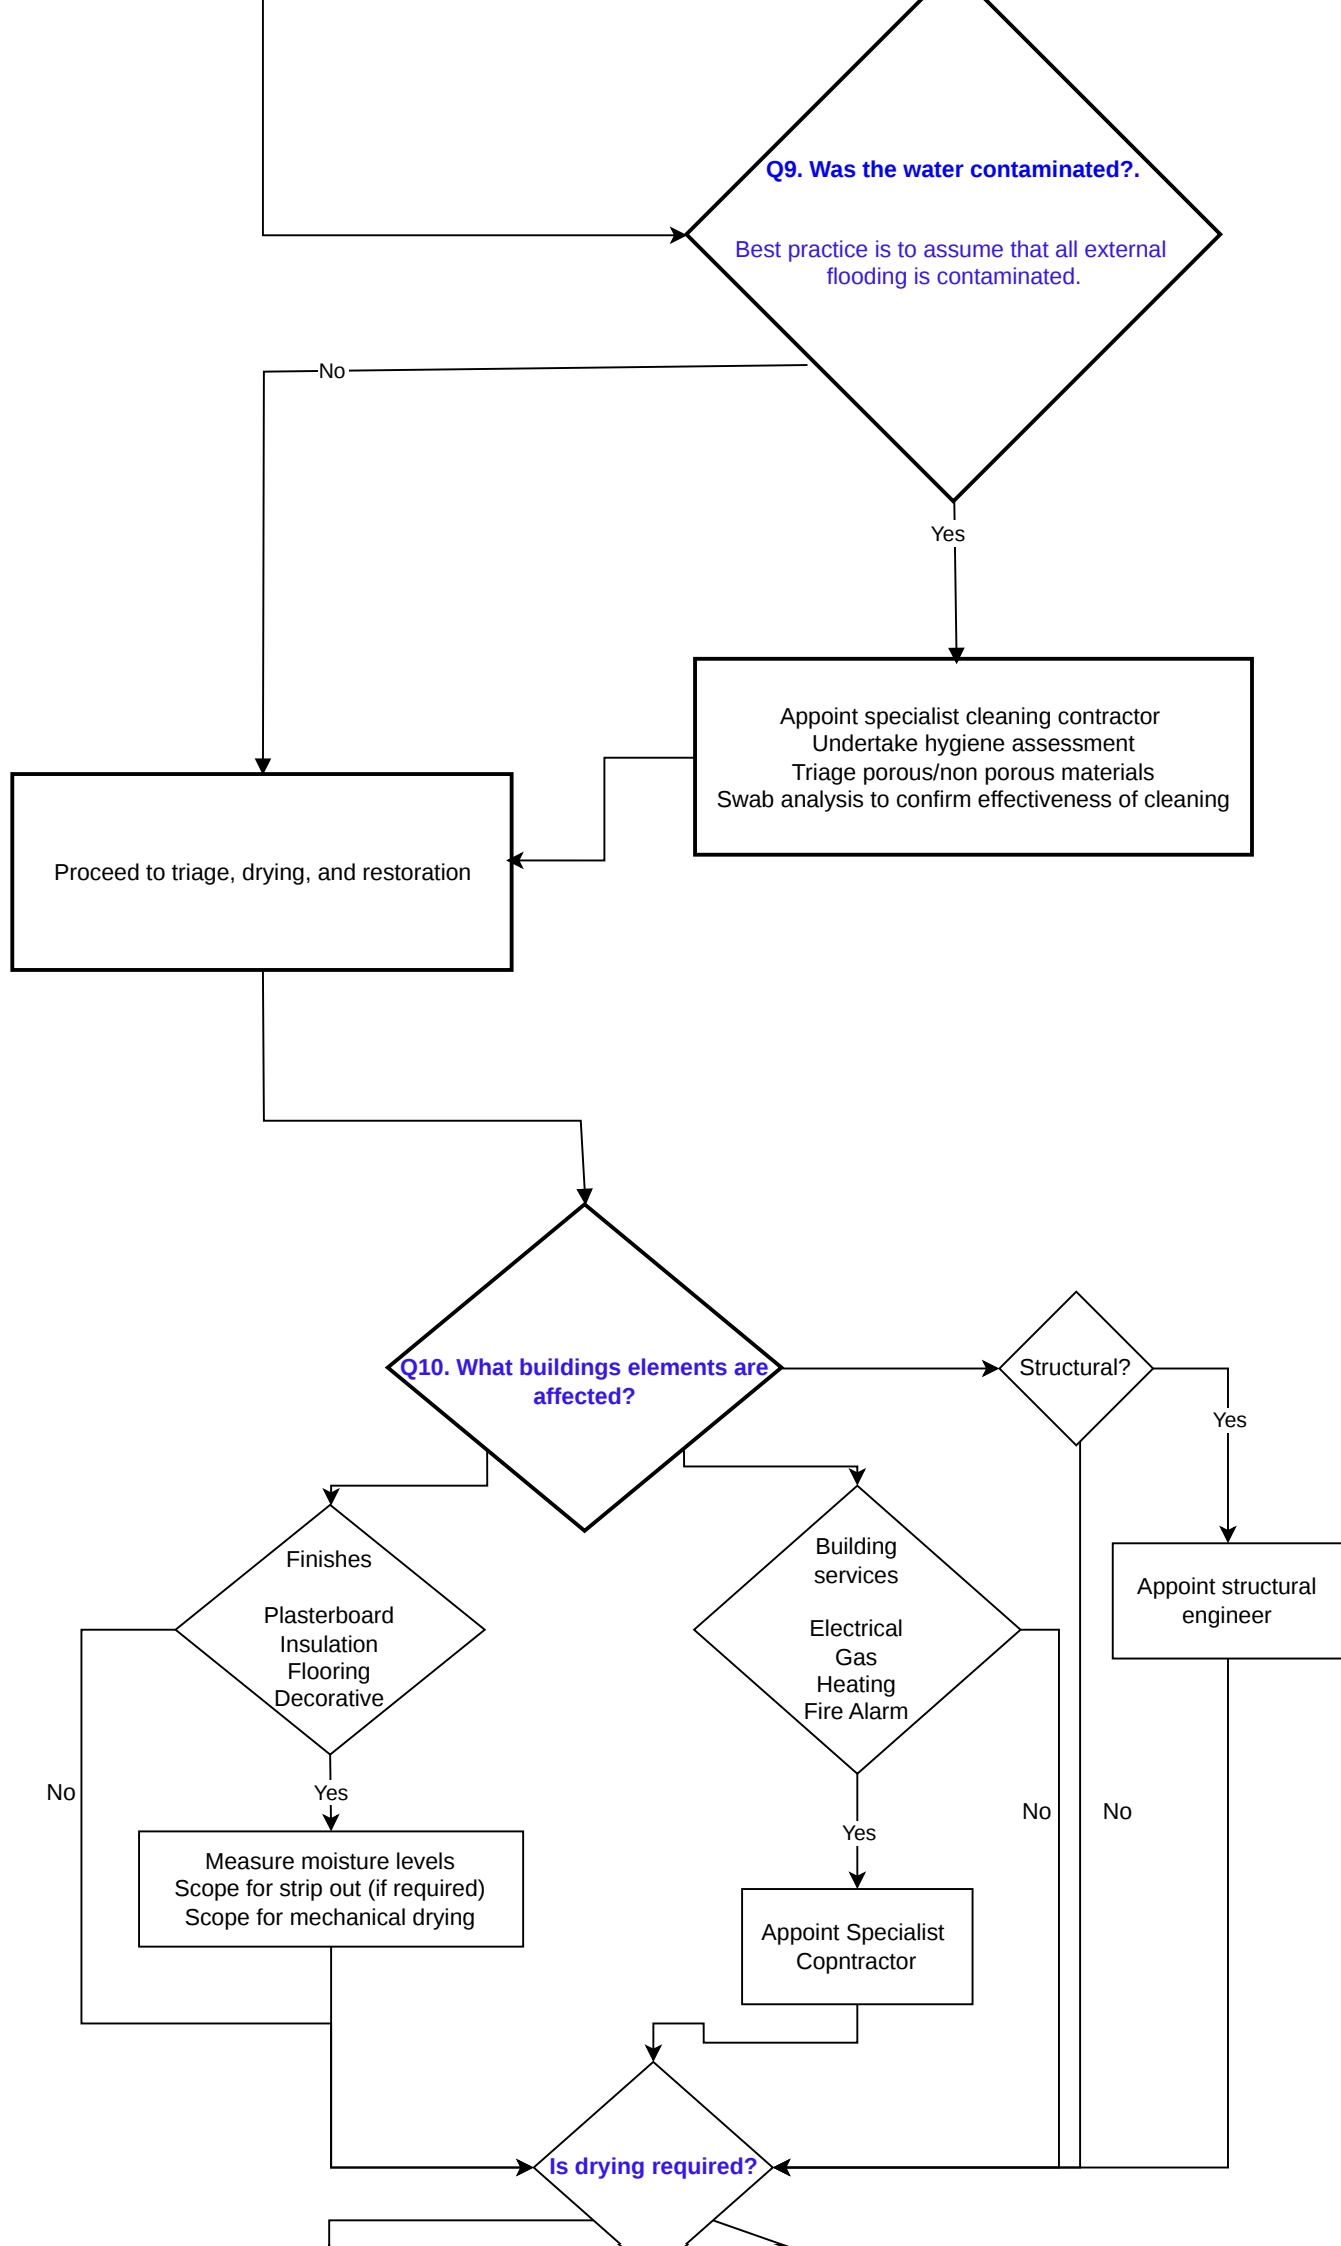 Q9. Was the water contaminated?.
Best practice is to assume that all external
flooding is contaminated.
No
Yes
Appoint specialist cleaning contractor
Undertake hygiene assessment
Triage porous/non porous materials
Swab analysis to confirm effectiveness of cleaning
Proceed to triage, drying, and restoration
Q10. What buildings elements are
affected?
Structural?
Yes
Finishes
Plasterboard
Insulation
Flooring
Decorative
Building
services
Electrical
Gas
Heating
Fire Alarm
Appoint structural
engineer
No
Yes
Yes
No
No
Measure moisture levels
Scope for strip out (if required)
Scope for mechanical drying
Appoint Specialist
Copntractor
Is drying required?